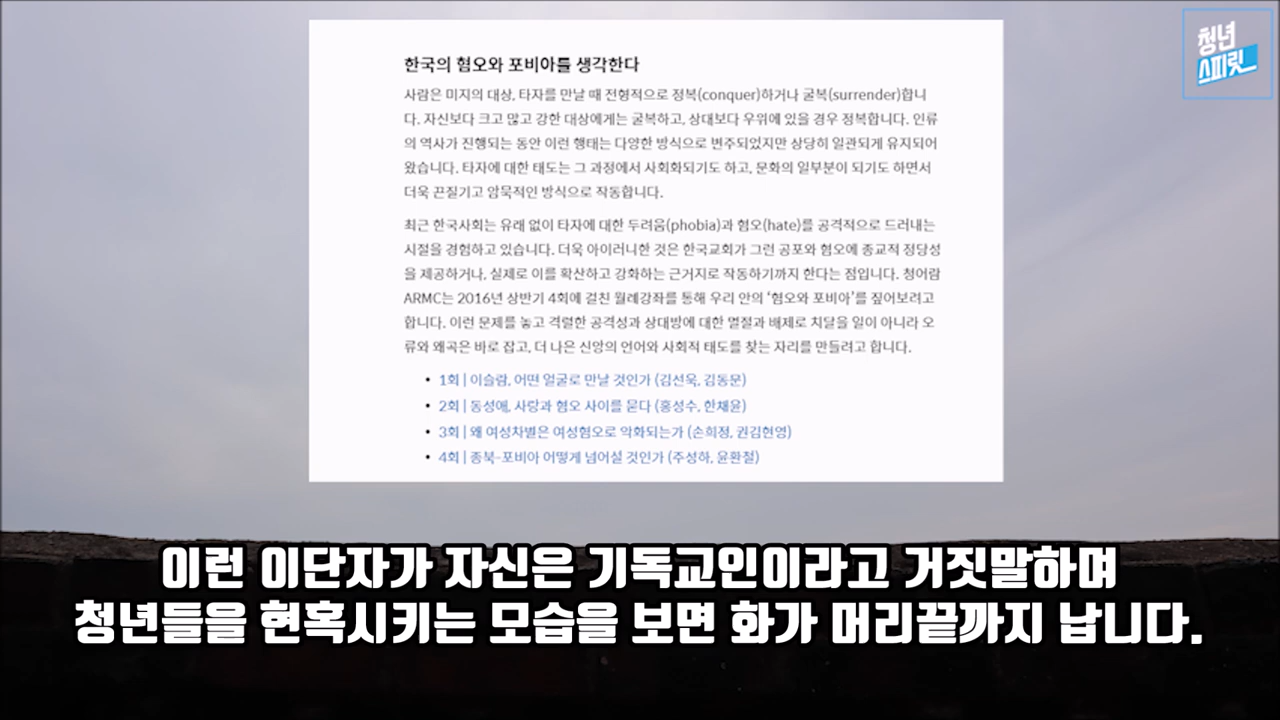 청년
스피릿
한국의 혐오와 포비아를 생각한다
사람은 미지의 대상, 타자를 만날 때 전형적으로 정복(conquer)하거나 굴복(surrender)합니
다. 자신보다 크고 많고 강한 대상에게는 굴복하고, 상대보다 우위에 있을 경우 정복합니다. 인류
의 역사가 진행되는 동안 이런 행태는 다양한 방식으로 변주되었지만 상당히 일관되게 유지되어
왔습니다. 타자에 대한 태도는 그 과정에서 사회화되기도 하고, 문화의 일부분이 되기도 하면서
더욱 끈질기고 암묵적인 방식으로 작동합니다.
최근 한국사회는 유래 없이 타자에 대한 두려움(phobia)과 혐오(hate)를 공격적으로 드러내는
시절을 경험하고 있습니다. 더욱 아이러니한 것은 한국교회가 그런 공포와 혐오에 종교적 정당성
을 제공하거나, 실제로 이를 확산하고 강화하는 근거지로 작동하기까지 한다는 점입니다. 청어람
ARMC는 2016년 상반기 4회에 걸친 월례강좌를 통해 우리 안의 ‘혐오와 포비아’를 짚어보려고
합니다. 이런 문제를 놓고 격렬한 공격성과 상대방에 대한 멸절과 배제로 치달을 일이 아니라 오
류와 왜곡은 바로 잡고, 더 나은 신앙의 언어와 사회적 태도를 찾는 자리를 만들려고 합니다.
• 1회 | 이슬람, 어떤 얼굴로 만날 것인가 (김선욱, 김동문)
• 2회 | 동성애, 사랑과 혐오 사이를 묻다 (홍성수, 한채윤)
• 3회 | 왜 여성차별은 여성혐오로 악화되는가 (손희정, 권김현영)
• 4회 | 종북-포비아 어떻게 넘어설 것인가 (주성하, 윤환철)
이런 이단자가 자신은 기독교인이라고 거짓말하며
청년들을 현혹시키는 모습을 보면 화가 머리끝까지 납니다.